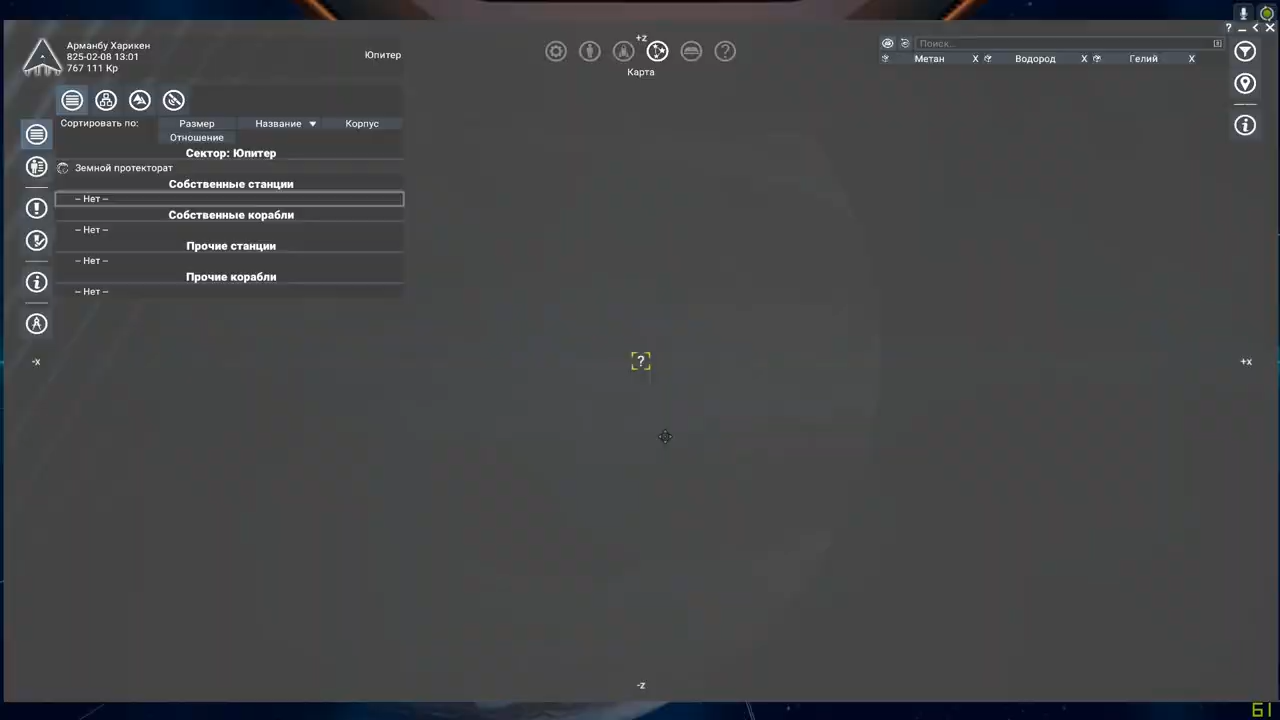 Арманбу Харикен
825-02-08 13:01
767 111 Кр
Юпитер
+z
Карта
?
Поиск..
Метан X Водород X Гелий X
Сортировать по: Размер Название Корпус
Отношение
Сектор: Юпитер
Земной протекторат
Собственные станции
-- Нет --
Собственные корабли
-- Нет --
Прочие станции
-- Нет --
Прочие корабли
-- Нет --
-x
?
+x
-z
61